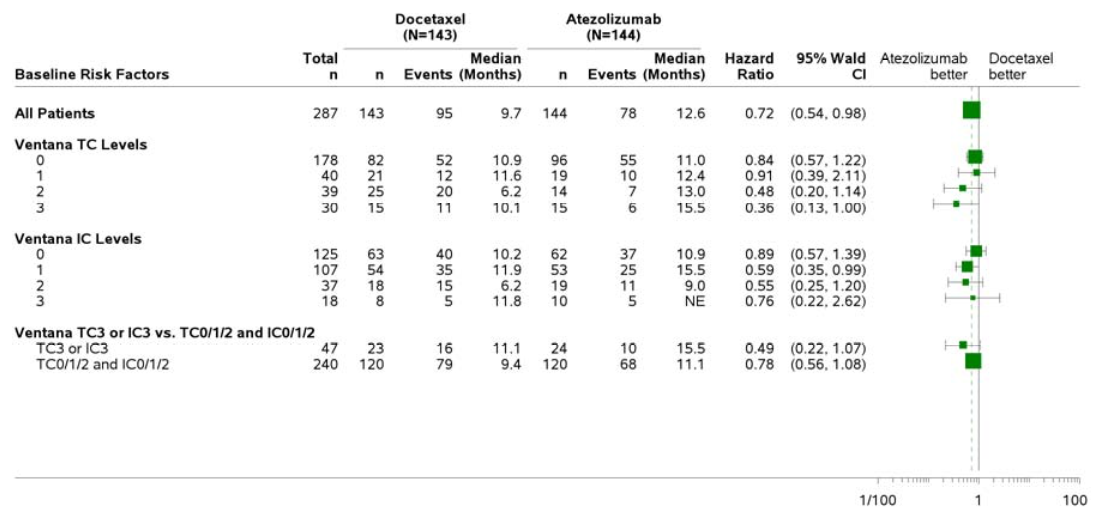 Docetaxel Atezolizumab
(N=143) (N=144)
Total Median Median Hazard 95% Wald Atezolizumab Docetaxel
Baseline Risk Factors n n Events (Months) n Events (Months) Ratio CI better better
All Patients 287 143 95 9.7 144 78 12.6 0.72 (0.54, 0.98)
Ventana TC Levels
0 178 82 52 10.9 96 55 11.0 0.84 (0.57, 1.22)
1 40 21 12 11.6 19 10 12.4 0.91 (0.39, 2.11)
2 39 25 20 6.2 14 7 13.0 0.48 (0.20, 1.14)
3 30 15 11 10.1 15 6 15.5 0.36 (0.13, 1.00)
Ventana IC Levels
0 125 63 40 10.2 62 37 10.9 0.89 (0.57, 1.39)
1 107 54 35 11.9 53 25 15.5 0.59 (0.35, 0.99)
2 37 18 15 6.2 19 11 9.0 0.55 (0.25, 1.20)
3 18 8 5 11.8 10 5 NE 0.76 (0.22, 2.62)
Ventana TC3 or IC3 vs. TC0/1/2 and IC0/1/2
TC3 or IC3 47 23 16 11.1 24 10 15.5 0.49 (0.22, 1.07)
TC0/1/2 and IC0/1/2 240 120 79 9.4 120 68 11.1 0.78 (0.56, 1.08)
1/100 1 100